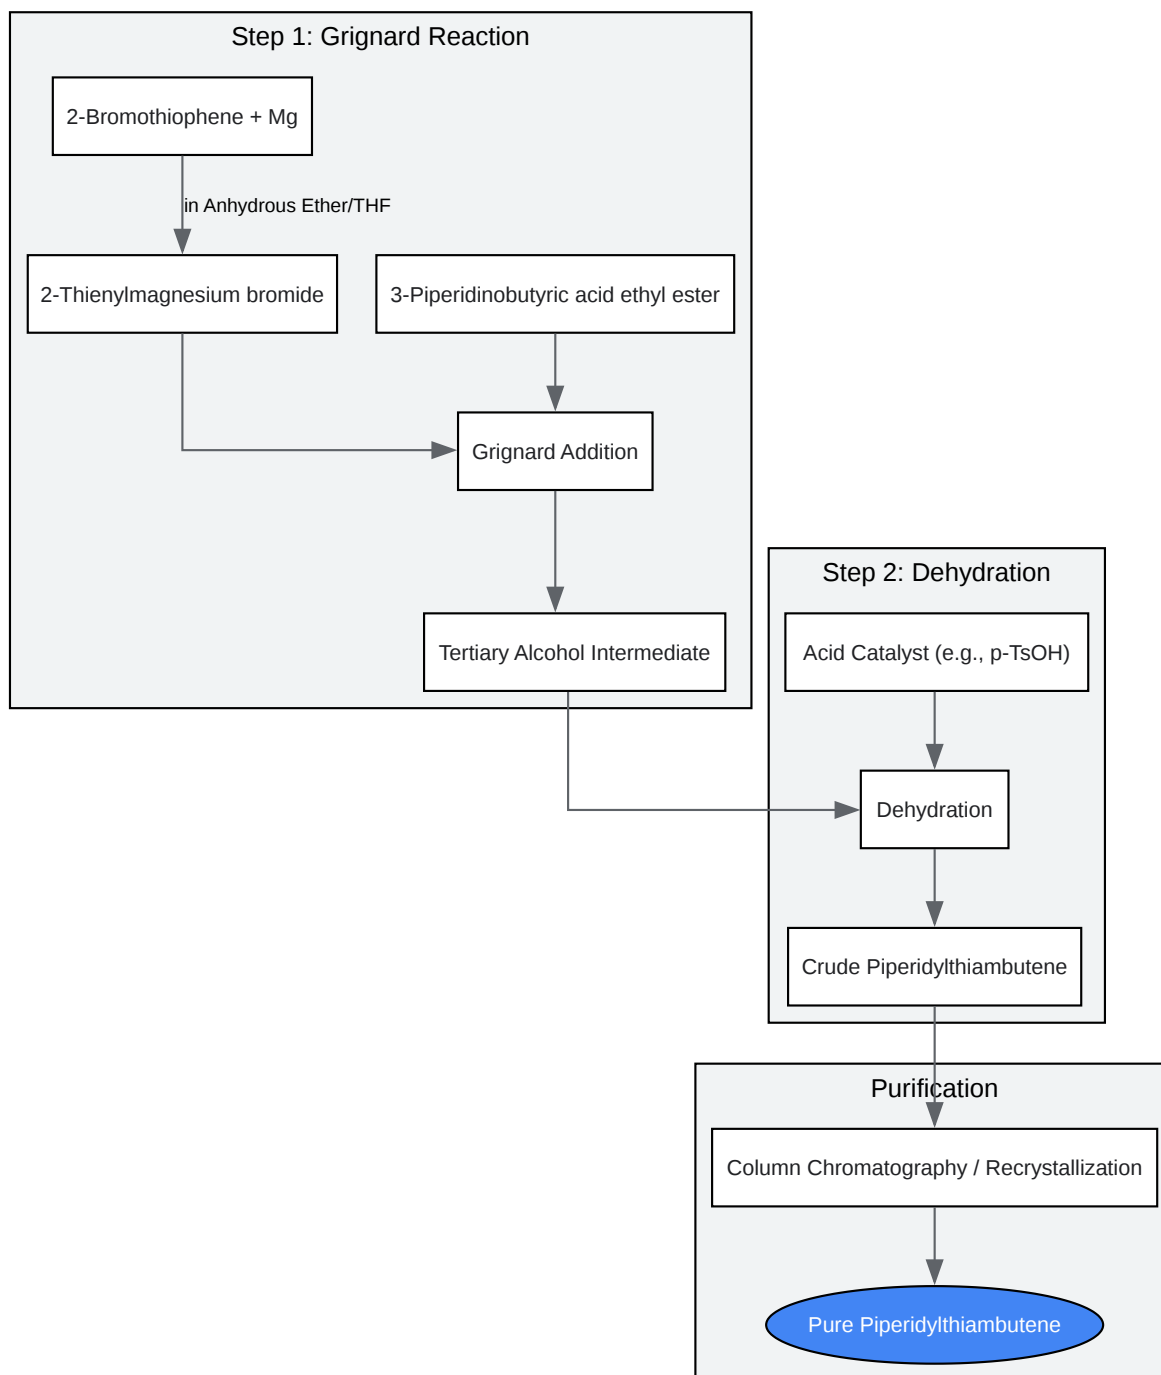 Step 1: Grignard Reaction
2-Bromothiophene + Mg
in Anhydrous Ether/THF
2-Thienylmagnesium bromide
3-Piperidinobutyric acid ethyl ester
Grignard Addition
Tertiary Alcohol Intermediate
Step 2: Dehydration
Acid Catalyst (e.g., p-TsOH)
Dehydration
Crude Piperidylthiambutene
Purification
Column Chromatography / Recrystallization
Pure Piperidylthiambutene